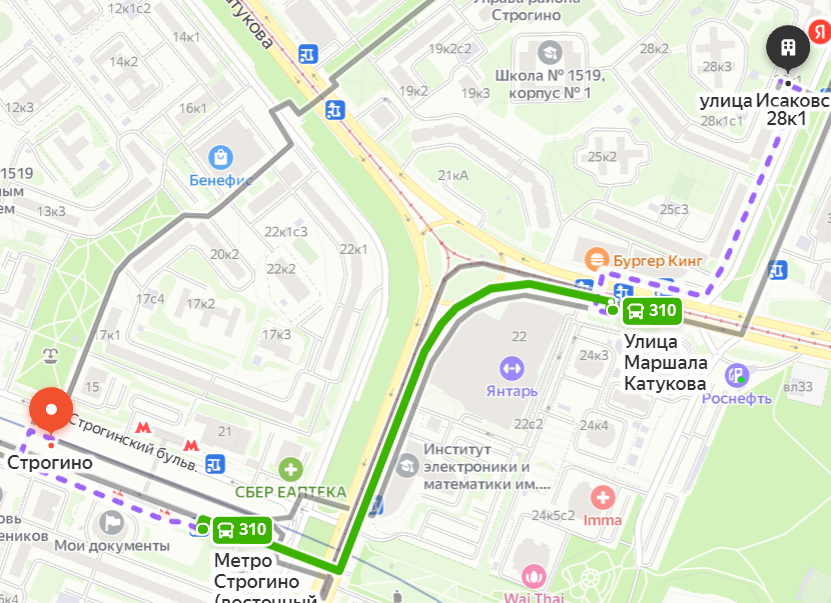 12к1с2
Катукова
14к1
14к2
12к3
16к1
1519
13к3
Бенефис
Управа района
Строгино
19к2с2
19к2
19к3
Школа № 1519,
корпус № 1
28к2
28к3
Я
улица Исаковс
28к1
28к1с1
25к2
21кА
25с3
22к1с3
20к2
22к2
22к1
Бургер Кинг
17с4
17к2
17к1
17к3
310
Улица
Маршала
Катукова
22
Янтарь
24к3
Роснефть
вл33
15
21
Строгинский бульв.
Строгино
СБЕР ЕАПТЕКА
22с2
24к4
Институт
электроники и
математики им....
24к5с2
Imma
310
Метро
Строгино
(восточный
Мои документы
Wai Thai